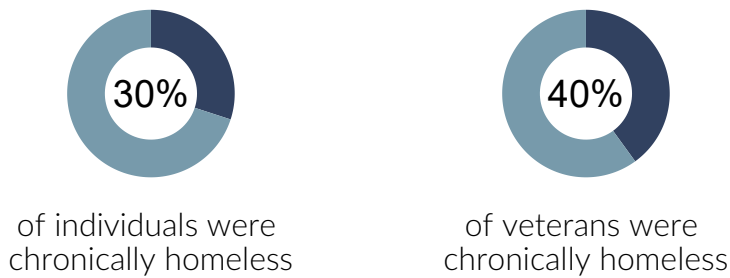 30%
of individuals were
chronically homeless
40%
of veterans were
chronically homeless